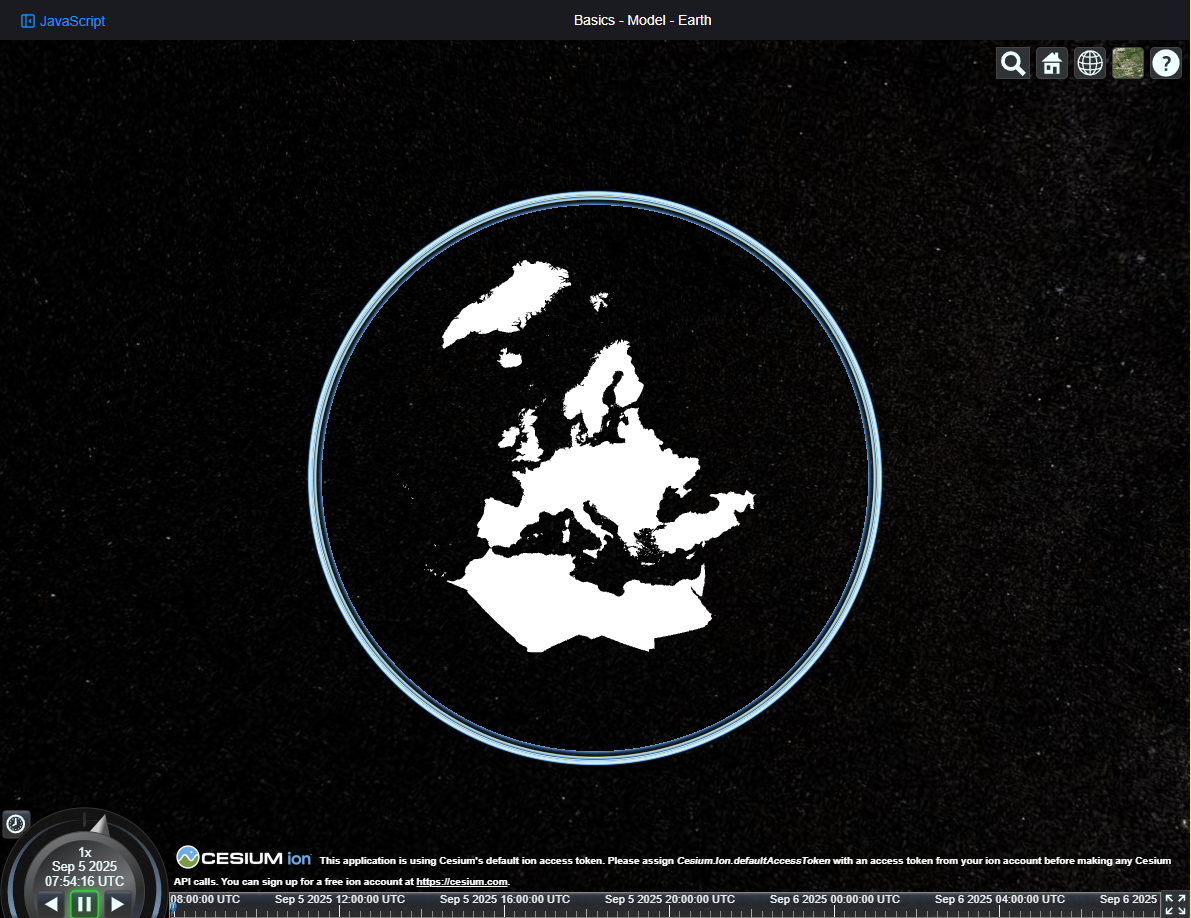 JavaScript
Basics - Model - Earth
?
1x
Sep 5 2025
07:54:16 UTC
CESIUM ion This application is using Cesium's default ion access token. Please assign Cesium.Ion.defaultAccessToken with an access token from your ion account before making any Cesium
API calls. You can sign up for a free ion account at https://cesium.com.
08:00:00 UTC Sep 5 2025 12:00:00 UTC Sep 5 2025 16:00:00 UTC Sep 5 2025 20:00:00 UTC Sep 6 2025 00:00:00 UTC Sep 6 2025 04:00:00 UTC Sep 6 2025